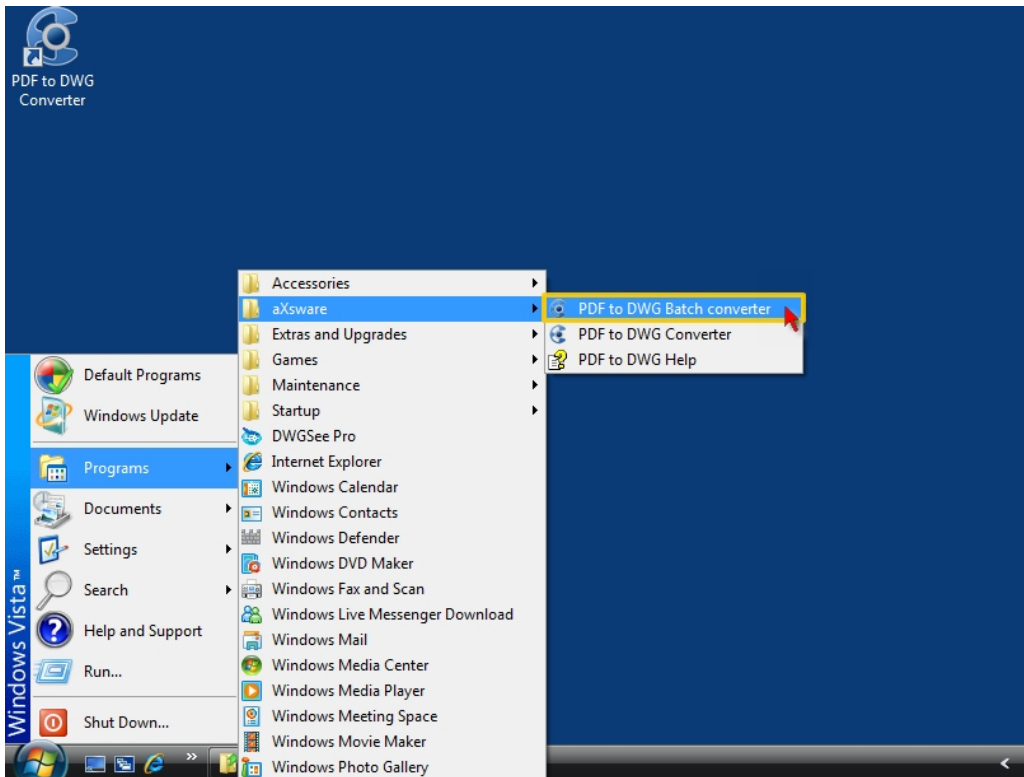 PDF to DWG
Converter
Accessories
aXsware
Extras and Upgrades
Games
Maintenance
Startup
DWGSee Pro
Internet Explorer
Windows Calendar
Windows Contacts
Windows Defender
Windows DVD Maker
Windows Fax and Scan
Windows Live Messenger Download
Windows Mail
Windows Media Center
Windows Media Player
Windows Meeting Space
Windows Movie Maker
Windows Photo Gallery
PDF to DWG Batch converter
PDF to DWG Converter
PDF to DWG Help
Default Programs
Windows Update
Programs
Documents
Settings
Search
Help and Support
Run...
Shut Down...
Windows Vista™